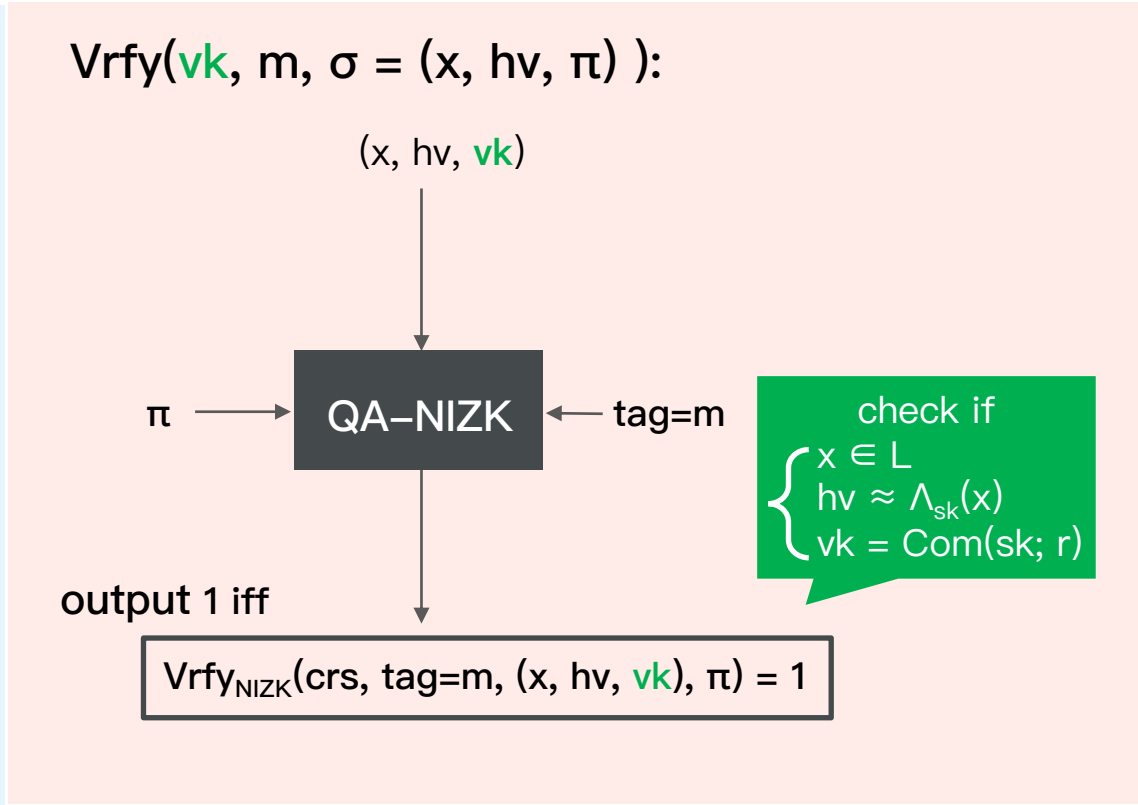 Vrfy(vk, m, σ = (x, hv, π) ):
(x, hv, vk)
π
QA–NIZK
tag=m
check if
x ∈ L
hv ≈ Λsk(x)
vk = Com(sk; r)
output 1 iff
VrfyNIZK(crs, tag=m, (x, hv, vk), π) = 1